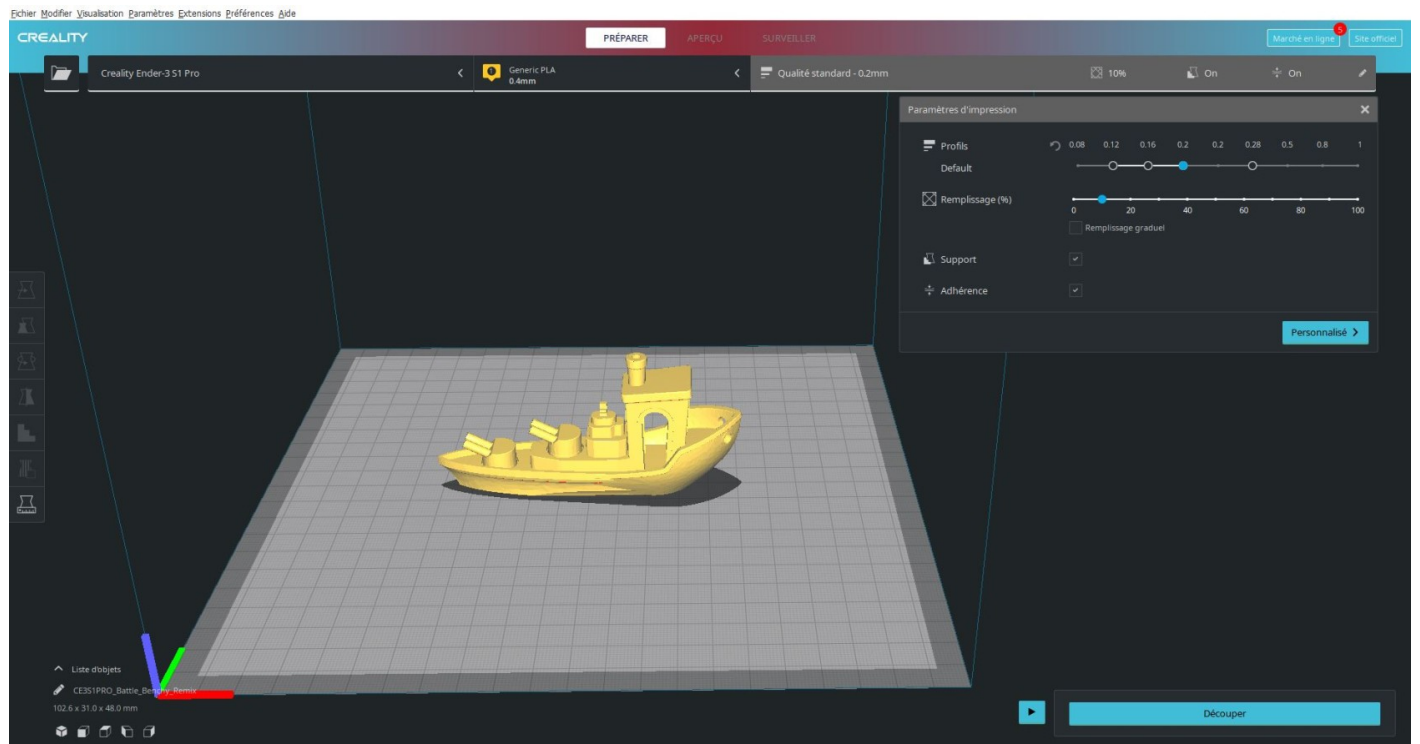 Fichier Modifier Visualisation Paramètres Extensions Préférences Aide
CREALITY
PRÉPARER APERÇU SURVEILLER
Marché en ligne 5 Site officiel
Creality Ender-3 S1 Pro
Generic PLA
0.4mm
Qualité standard - 0.2mm 10% On On
Paramètres d'impression
Profils 0.08 0.12 0.16 0.2 0.2 0.28 0.5 0.8 1
Default
Remplissage (%)
0 20 40 60 80 100
Remplissage graduel
Support
Adhérence
Personnalisé
Liste d'objets
CE3S1PRO_Battle_Benchy_Remix
102.6 x 31.0 x 48.0 mm
Découper